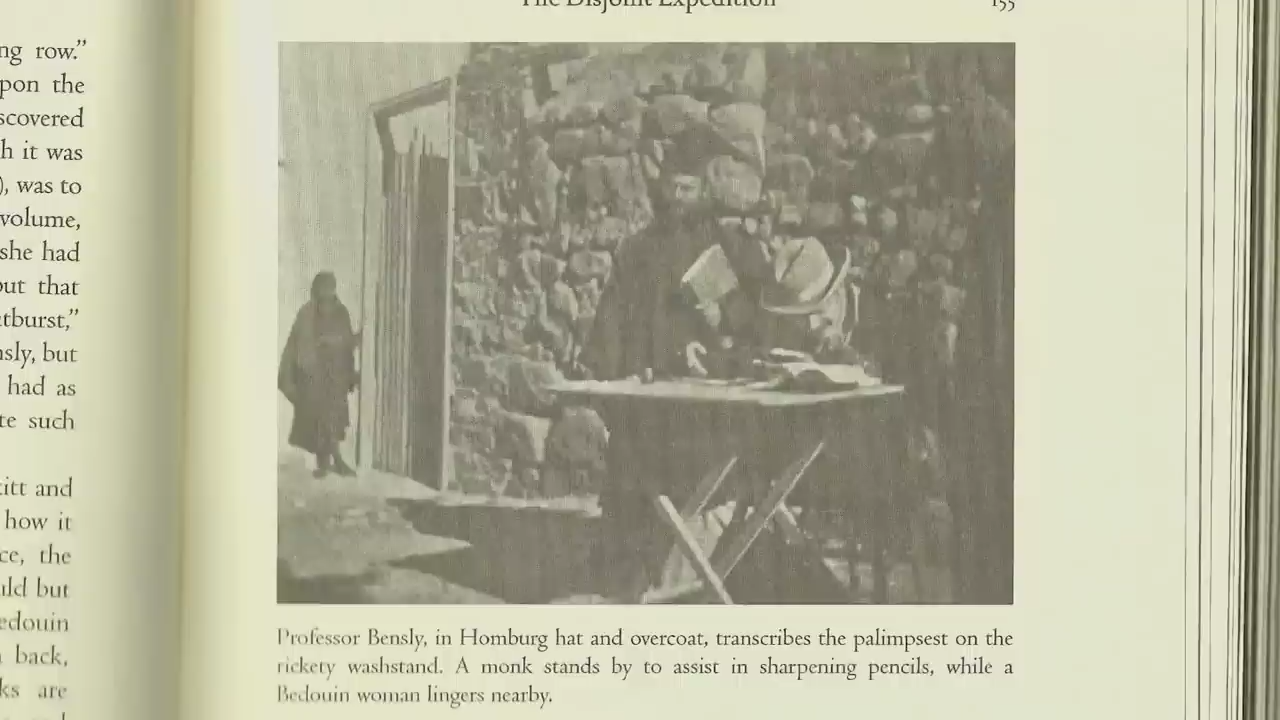 ng row.”
pon the
scovered
h it was
), was to
volume,
she had
out that
tburst,”
nsly, but
had as
te such
itt and
how it
ce, the
uld but
edouin
back,
ks are
The Disjoint Expedition
155
Professor Bensly, in Homburg hat and overcoat, transcribes the palimpsest on the
rickety washstand. A monk stands by to assist in sharpening pencils, while a
Bedouin woman lingers nearby.